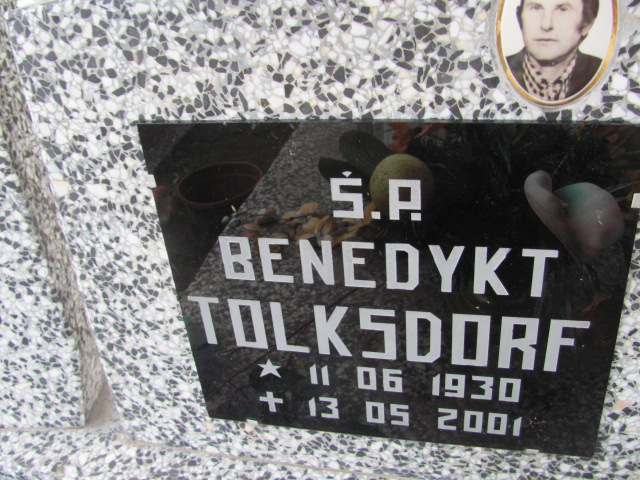 Ś.P.
BENEDYKT
TOLKSDORF
★ 11 06 1930
+ 13 05 2001